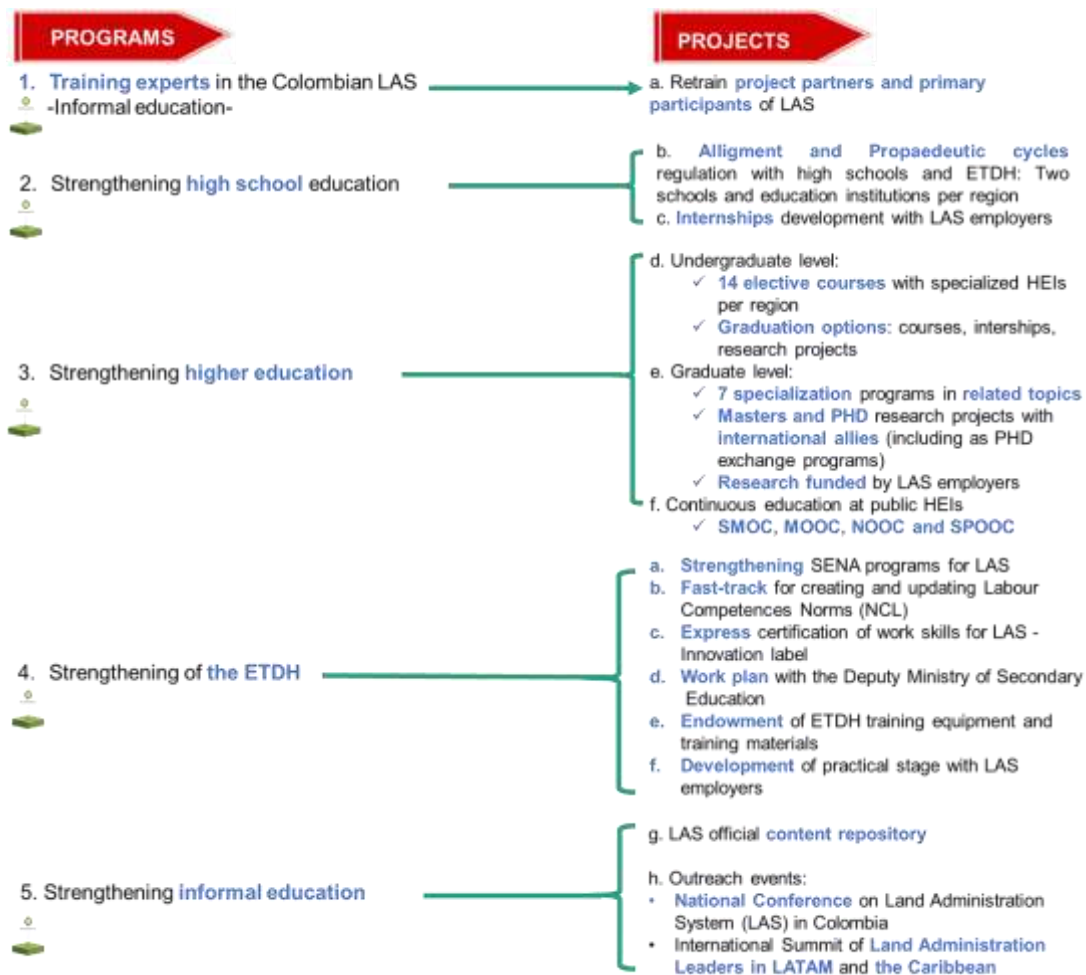 PROGRAMS
PROJECTS
1. Training experts in the Colombian LAS
-Informal education-
a. Retrain project partners and primary
participants of LAS
2. Strengthening high school education
b. Alligment and Propaedeutic cycles
regulation with high schools and ETDH: Two
schools and education institutions per region
c. Internships development with LAS employers
3. Strengthening higher education
d. Undergraduate level:
✓ 14 elective courses with specialized HEIs
per region
✓ Graduation options: courses, interships,
research projects
e. Graduate level:
✓ 7 specialization programs in related topics
✓ Masters and PHD research projects with
international allies (including as PHD
exchange programs)
✓ Research funded by LAS employers
f. Continuous education at public HEIs
✓ SMOC, MOOC, NOOC and SPOOC
4. Strengthening of the ETDH
a. Strengthening SENA programs for LAS
b. Fast-track for creating and updating Labour
Competences Norms (NCL)
c. Express certification of work skills for LAS -
Innovation label
d. Work plan with the Deputy Ministry of Secondary
Education
e. Endowment of ETDH training equipment and
training materials
f. Development of practical stage with LAS
employers
5. Strengthening informal education
g. LAS official content repository
h. Outreach events:
• National Conference on Land Administration
System (LAS) in Colombia
• International Summit of Land Administration
Leaders in LATAM and the Caribbean